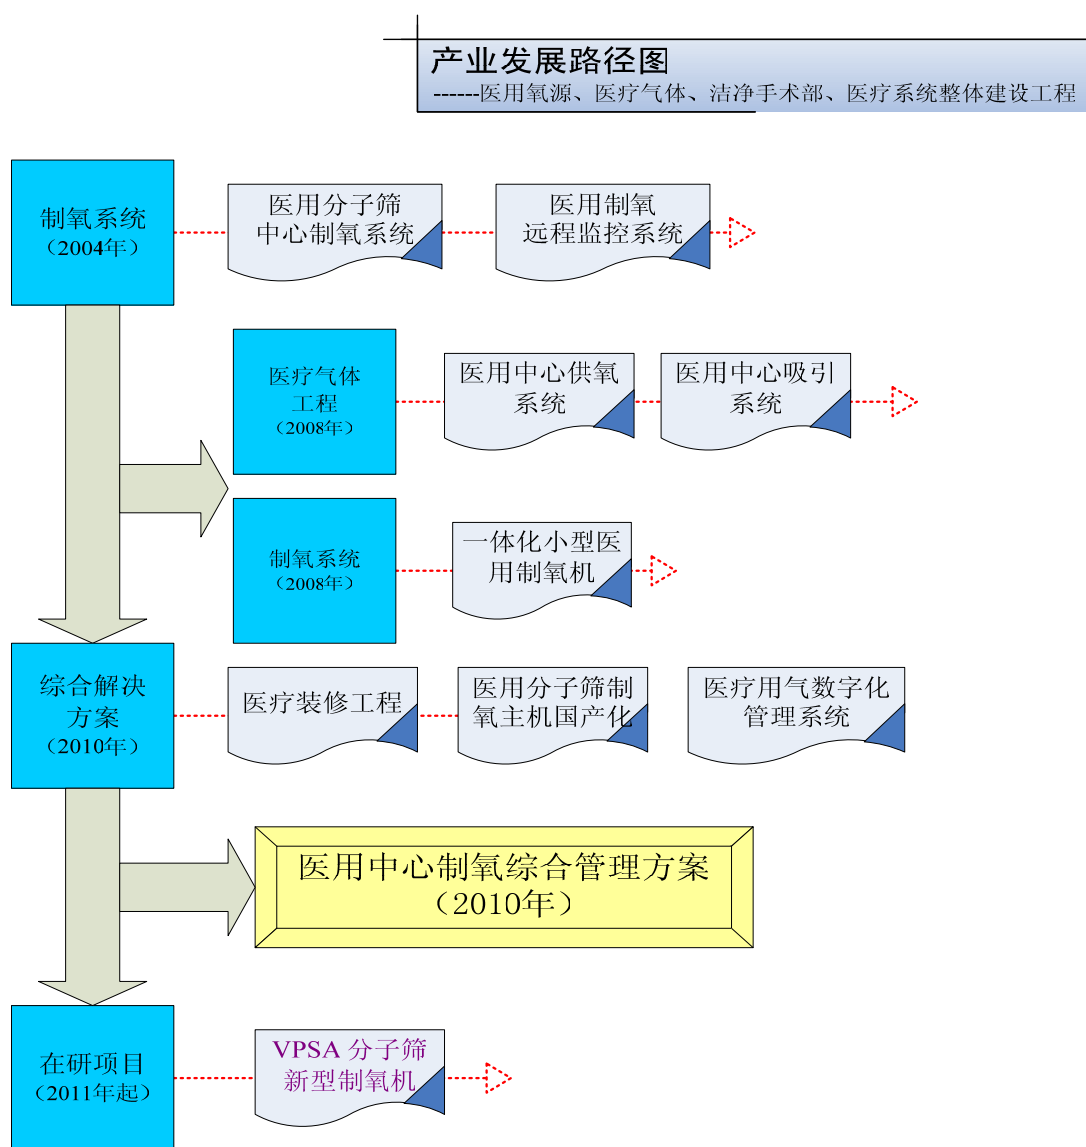 产业发展路径图
------医用氧源、医疗气体、洁净手术部、医疗系统整体建设工程
制氧系统
（2004年）
医用分子筛
中心制氧系统
医用制氧
远程监控系统
医疗气体
工程
（2008年）
医用中心供氧
系统
医用中心吸引
系统
制氧系统
（2008年）
一体化小型医
用制氧机
综合解决
方案
（2010年）
医疗装修工程
医用分子筛制
氧主机国产化
医疗用气数字化
管理系统
医用中心制氧综合管理方案
（2010年）
在研项目
（2011年起）
VPSA 分子筛
新型制氧机